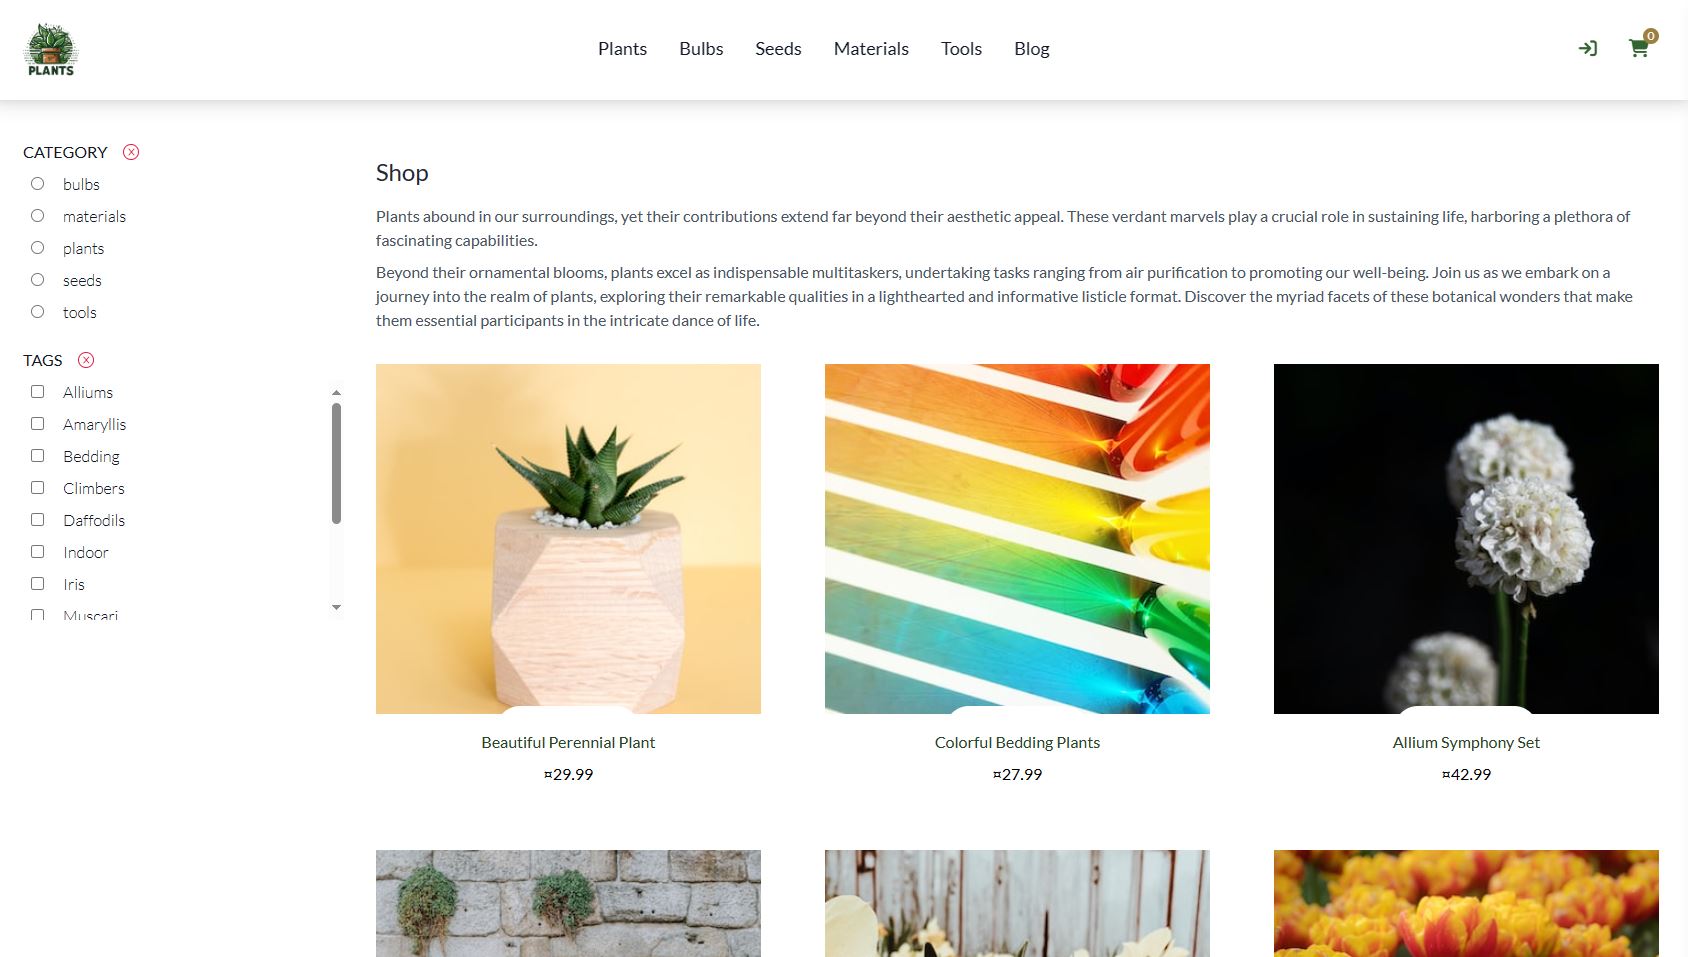 PLANTS
Plants
Bulbs
Seeds
Materials
Tools
Blog
0
CATEGORY
bulbs
materials
plants
seeds
tools
TAGS
Alliums
Amaryllis
Bedding
Climbers
Daffodils
Indoor
Iris
Muscari
Shop
Plants abound in our surroundings, yet their contributions extend far beyond their aesthetic appeal. These verdant marvels play a crucial role in sustaining life, harboring a plethora of
fascinating capabilities.
Beyond their ornamental blooms, plants excel as indispensable multitaskers, undertaking tasks ranging from air purification to promoting our well-being. Join us as we embark on a
journey into the realm of plants, exploring their remarkable qualities in a lighthearted and informative listicle format. Discover the myriad facets of these botanical wonders that make
them essential participants in the intricate dance of life.
Beautiful Perennial Plant
¤29.99
Colorful Bedding Plants
¤27.99
Allium Symphony Set
¤42.99